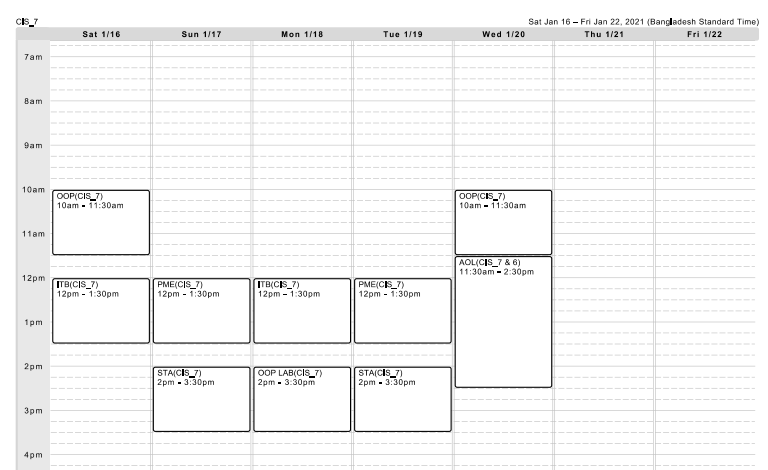 CIS_7 Sat Jan 16 – Fri Jan 22, 2021 (Bangladesh Standard Time)
Sat 1/16 Sun 1/17 Mon 1/18 Tue 1/19 Wed 1/20 Thu 1/21 Fri 1/22
7am
8am
9am
10am
OOP(CIS_7)
10am - 11:30am
OOP(CIS_7)
10am - 11:30am
11am
AOL(CIS_7 & 6)
11:30am - 2:30pm
12pm
ITB(CIS_7)
12pm - 1:30pm
PME(CIS_7)
12pm - 1:30pm
ITB(CIS_7)
12pm - 1:30pm
PME(CIS_7)
12pm - 1:30pm
1pm
2pm
STA(CIS_7)
2pm - 3:30pm
OOP LAB(CIS_7)
2pm - 3:30pm
STA(CIS_7)
2pm - 3:30pm
3pm
4pm